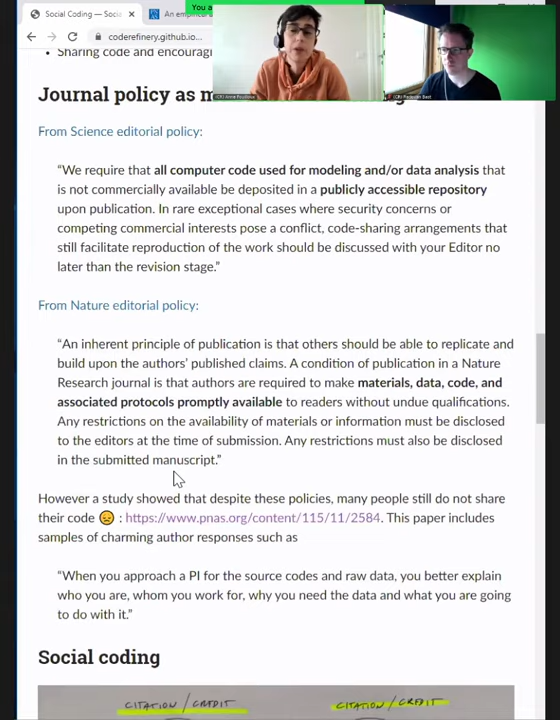 Social Coding — Socia
An empirica
You a
coderefinery.github.io...
Sharing code and encouragi
Journal policy as m
From Science editorial policy:
“We require that all computer code used for modeling and/or data analysis that
is not commercially available be deposited in a publicly accessible repository
upon publication. In rare exceptional cases where security concerns or
competing commercial interests pose a conflict, code-sharing arrangements that
still facilitate reproduction of the work should be discussed with your Editor no
later than the revision stage.”
From Nature editorial policy:
“An inherent principle of publication is that others should be able to replicate and
build upon the authors’ published claims. A condition of publication in a Nature
Research journal is that authors are required to make materials, data, code, and
associated protocols promptly available to readers without undue qualifications.
Any restrictions on the availability of materials or information must be disclosed
to the editors at the time of submission. Any restrictions must also be disclosed
in the submitted manuscript.”
However a study showed that despite these policies, many people still do not share
their code 😞 : https://www.pnas.org/content/115/11/2584. This paper includes
samples of charming author responses such as
“When you approach a PI for the source codes and raw data, you better explain
who you are, whom you work for, why you need the data and what you are going
to do with it.”
Social coding
CITATION / CREDIT
CITATION / CREDIT